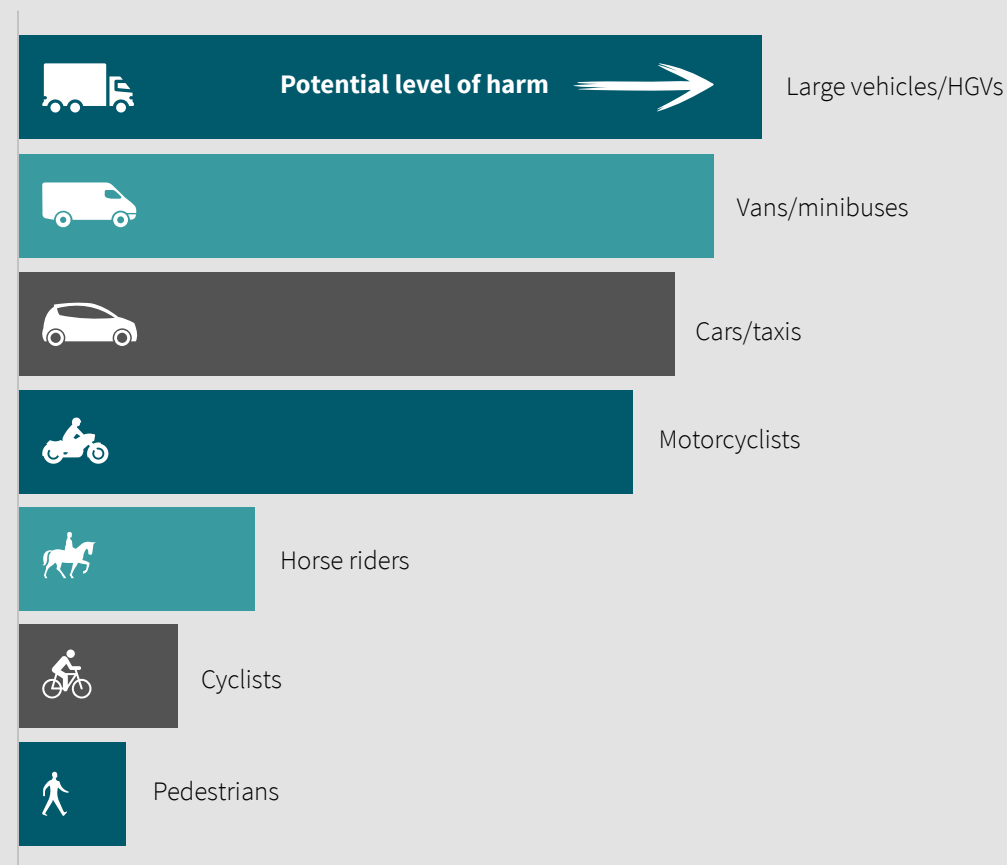 Potential level of harm
Large vehicles/HGVs
Vans/minibuses
Cars/taxis
Motorcyclists
Horse riders
Cyclists
Pedestrians